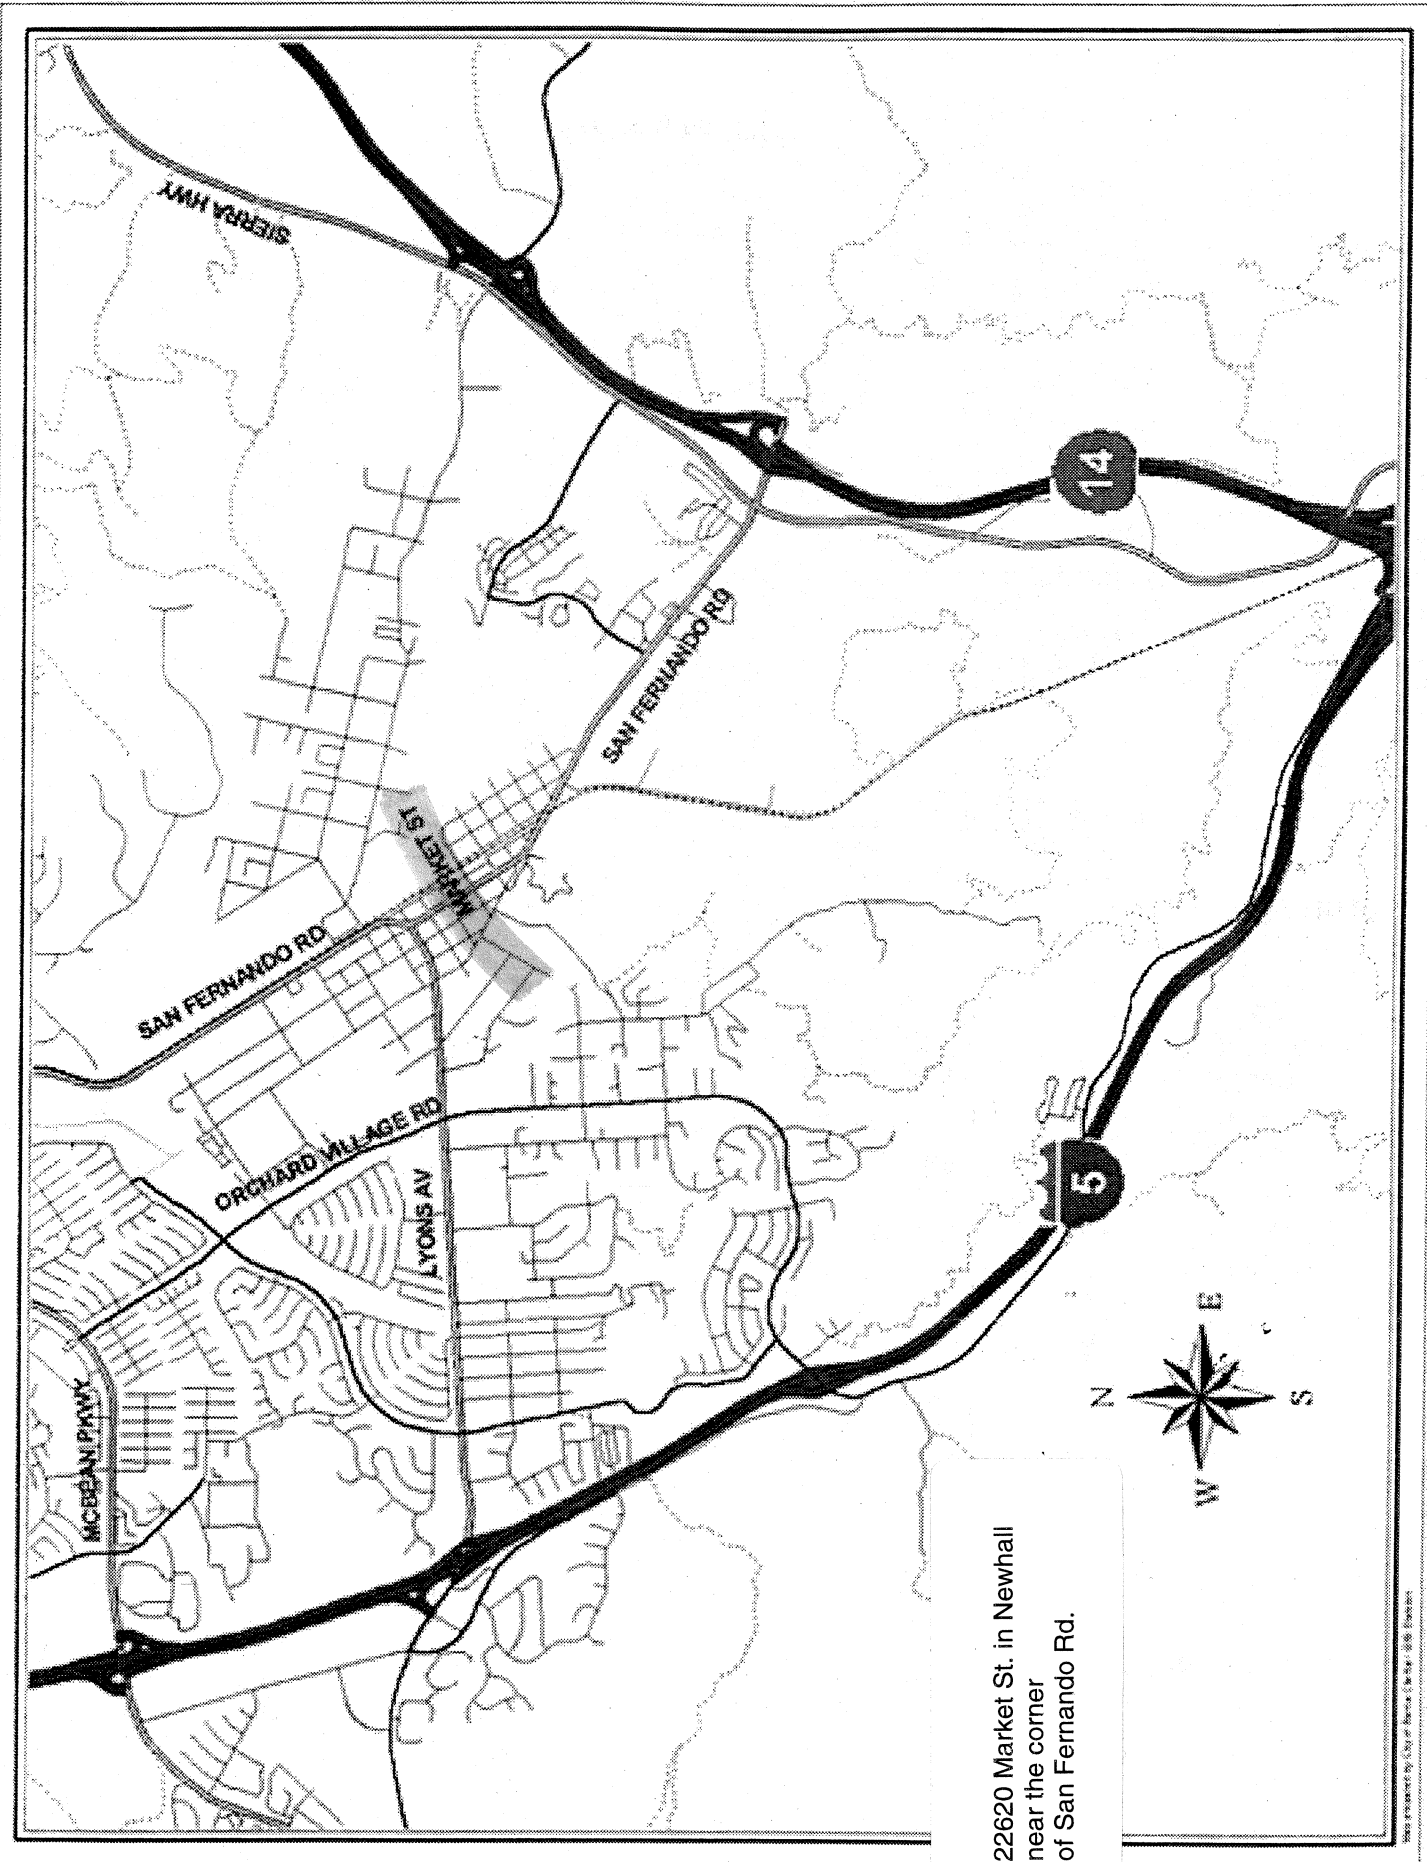 SIERRA HWY
14
SAN FERNANDO RD
MARKET ST
SAN FERNANDO RD
ORCHARD VILLAGE RD
LYONS AV
MCBEAN PKWY
5
N
W E
S
22620 Market St. in Newhall
near the corner
of San Fernando Rd.